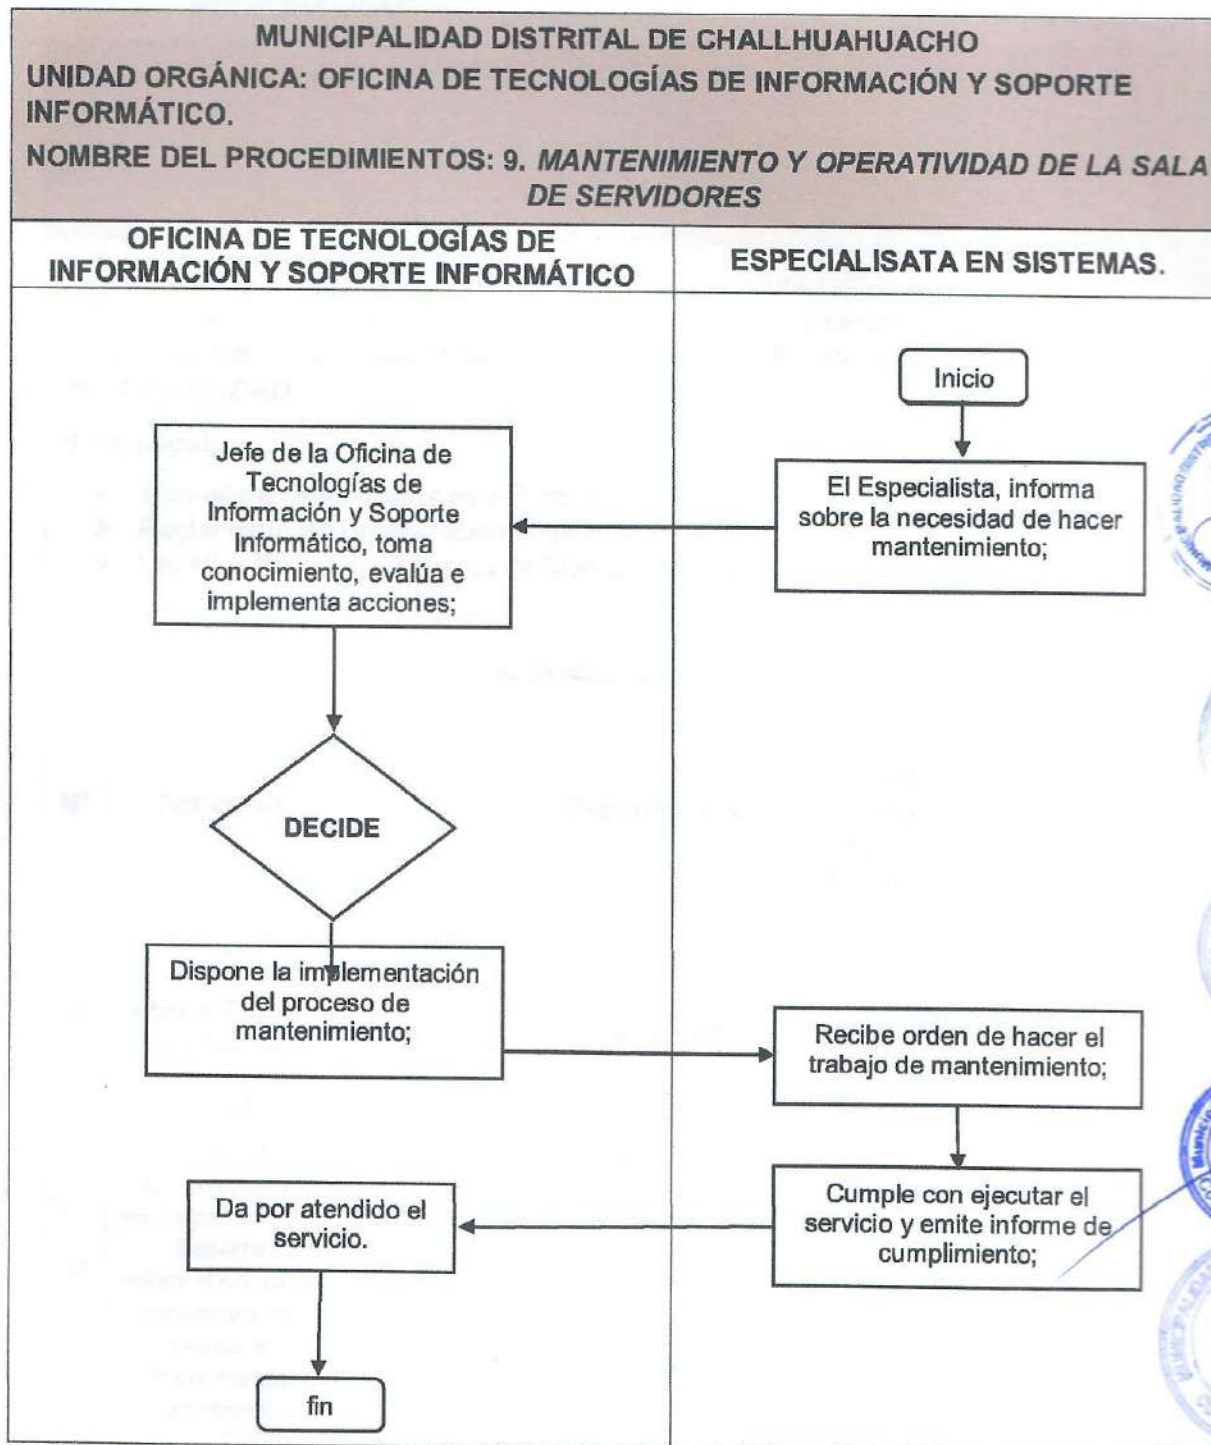 MUNICIPALIDAD DISTRITAL DE CHALLHUAHUACHO
UNIDAD ORGÁNICA: OFICINA DE TECNOLOGÍAS DE INFORMACIÓN Y SOPORTE
INFORMÁTICO.
NOMBRE DEL PROCEDIMIENTOS: 9. MANTENIMIENTO Y OPERATIVIDAD DE LA SALA
DE SERVIDORES
OFICINA DE TECNOLOGÍAS DE
INFORMACIÓN Y SOPORTE INFORMÁTICO
ESPECIALISATA EN SISTEMAS.
Inicio
El Especialista, informa
sobre la necesidad de hacer
mantenimiento;
Jefe de la Oficina de
Tecnologías de
Información y Soporte
Informático, toma
conocimiento, evalúa e
implementa acciones;
DECIDE
Dispone la implementación
del proceso de
mantenimiento;
Recibe orden de hacer el
trabajo de mantenimiento;
Cumple con ejecutar el
servicio y emite informe de
cumplimiento;
Da por atendido el
servicio.
fin